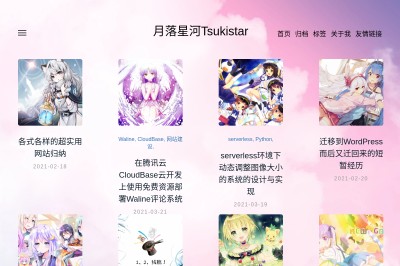 月落星河Tsukistar
首页 归档 标签 关于我 友情链接
各式各样的超实用
网站归纳
2021-02-18
Waline, CloudBase, 网站建
设,
在腾讯云
CloudBase云开发
上使用免费资源部
署Waline评论系统
2021-03-21
serverless, Python,
serverless环境下
动态调整图像大小
的系统的设计与实
现
2021-03-19
迁移到WordPress
而后又迁回来的短
暂经历
2021-02-20